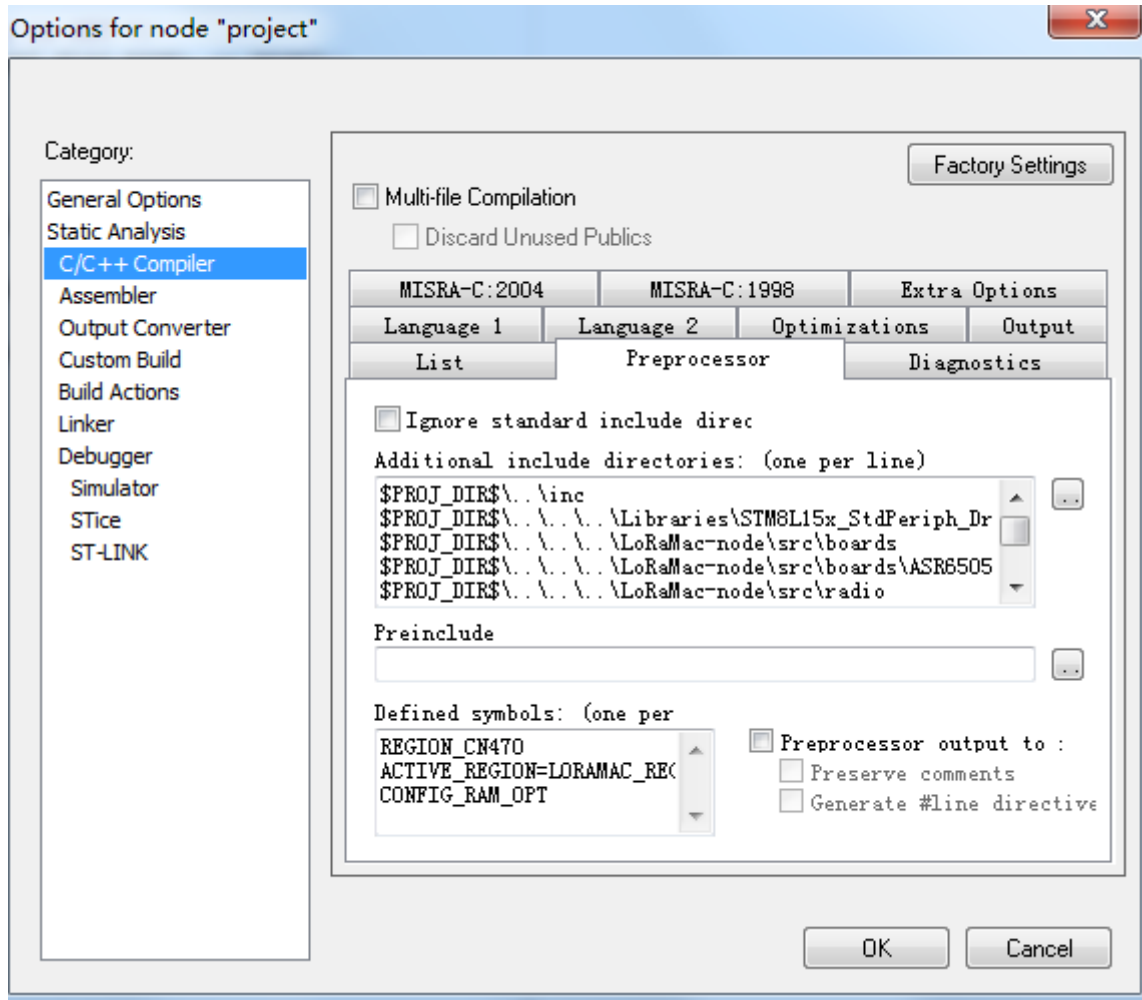 Options for node "project"
Category:
General Options
Static Analysis
C/C++ Compiler
Assembler
Output Converter
Custom Build
Build Actions
Linker
Debugger
Simulator
STice
ST-LINK
Factory Settings
Multi-file Compilation
Discard Unused Publics
MISRA-C:2004 MISRA-C:1998 Extra Options
Language 1 Language 2 Optimizations Output
List Preprocessor Diagnostics
Ignore standard include direc
Additional include directories: (one per line)
$PROJ_DIR$\..\inc
$PROJ_DIR$\..\..\..\Libraries\STM8L15x_StdPeriph_Dr
$PROJ_DIR$\..\..\..\LoRaMac-node\src\boards
$PROJ_DIR$\..\..\..\LoRaMac-node\src\boards\ASR6505
$PROJ_DIR$\..\..\..\LoRaMac-node\src\radio
..
Preinclude
..
Defined symbols: (one per
REGION_CN470
ACTIVE_REGION=LORAMAC_REG
CONFIG_RAM_OPT
Preprocessor output to :
Preserve comments
Generate #line directive
OK Cancel